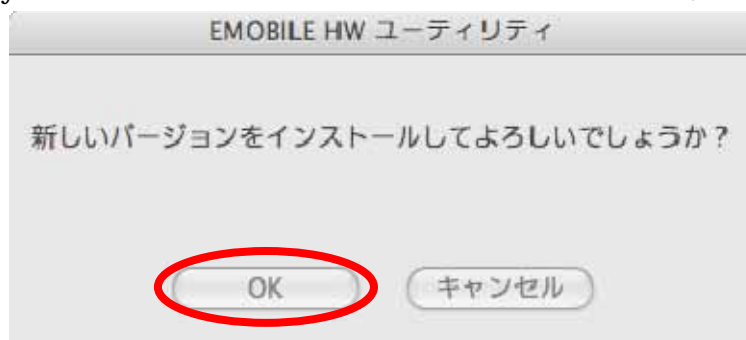 EMOBILE HW ユーティリティ
新しいバージョンをインストールしてよろしいでしょうか？
OK キャンセル